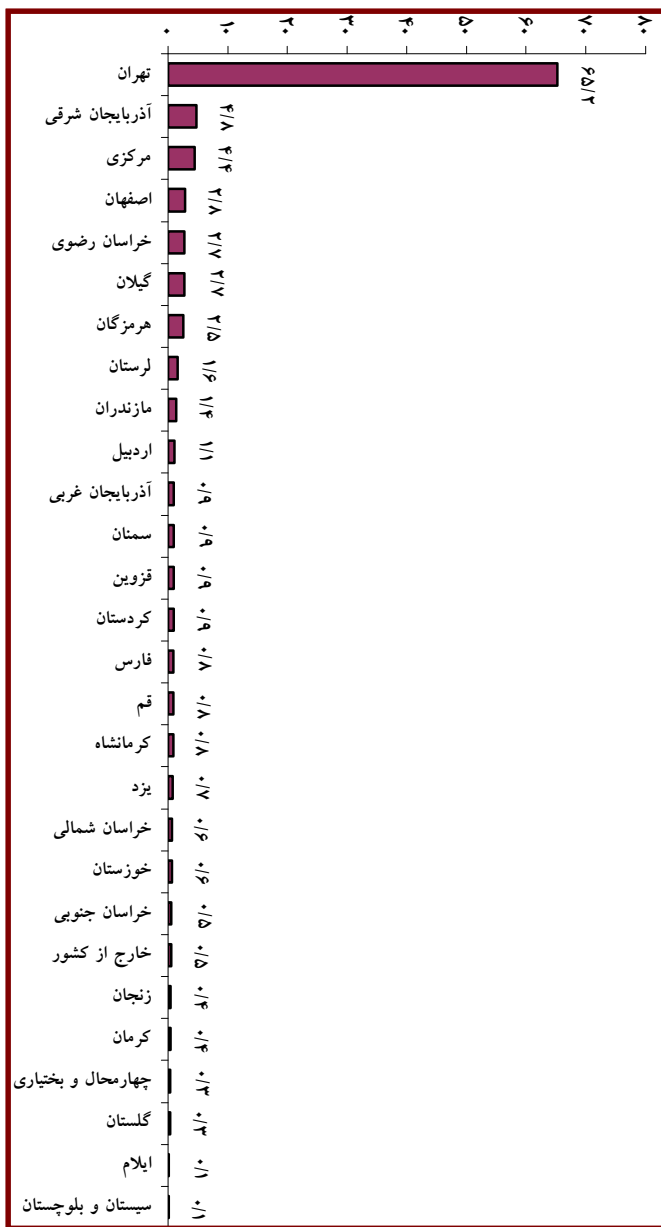 ۰
۱۰
۲۰
۳۰
۴۰
۵۰
۶۰
۷۰
۸۰
تهران ۶۵/۲
آذربایجان شرقی ۴/۸
مرکزی ۴/۴
اصفهان ۲/۸
خراسان رضوی ۲/۷
گیلان ۲/۷
هرمزگان ۲/۵
لرستان ۱/۶
مازندران ۱/۴
اردبیل ۱/۱
آذربایجان غربی ۰/۹
سمنان ۰/۹
قزوین ۰/۹
کردستان ۰/۹
فارس ۰/۸
قم ۰/۸
کرمانشاه ۰/۸
یزد ۰/۷
خراسان شمالی ۰/۶
خوزستان ۰/۶
خراسان جنوبی ۰/۵
خارج از کشور ۰/۵
زنجان ۰/۴
کرمان ۰/۴
چهارمحال و بختیاری ۰/۳
گلستان ۰/۳
ایلام ۰/۱
سیستان و بلوچستان ۰/۱